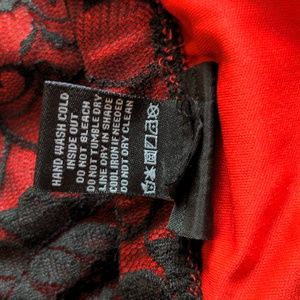 HAND WASH COLD
INSIDE OUT
DO NOT BLEACH
DO NOT TUMBLE DRY
LINE DRY IN SHADE
COOL IRON IF NEEDED
DO NOT DRY CLEAN